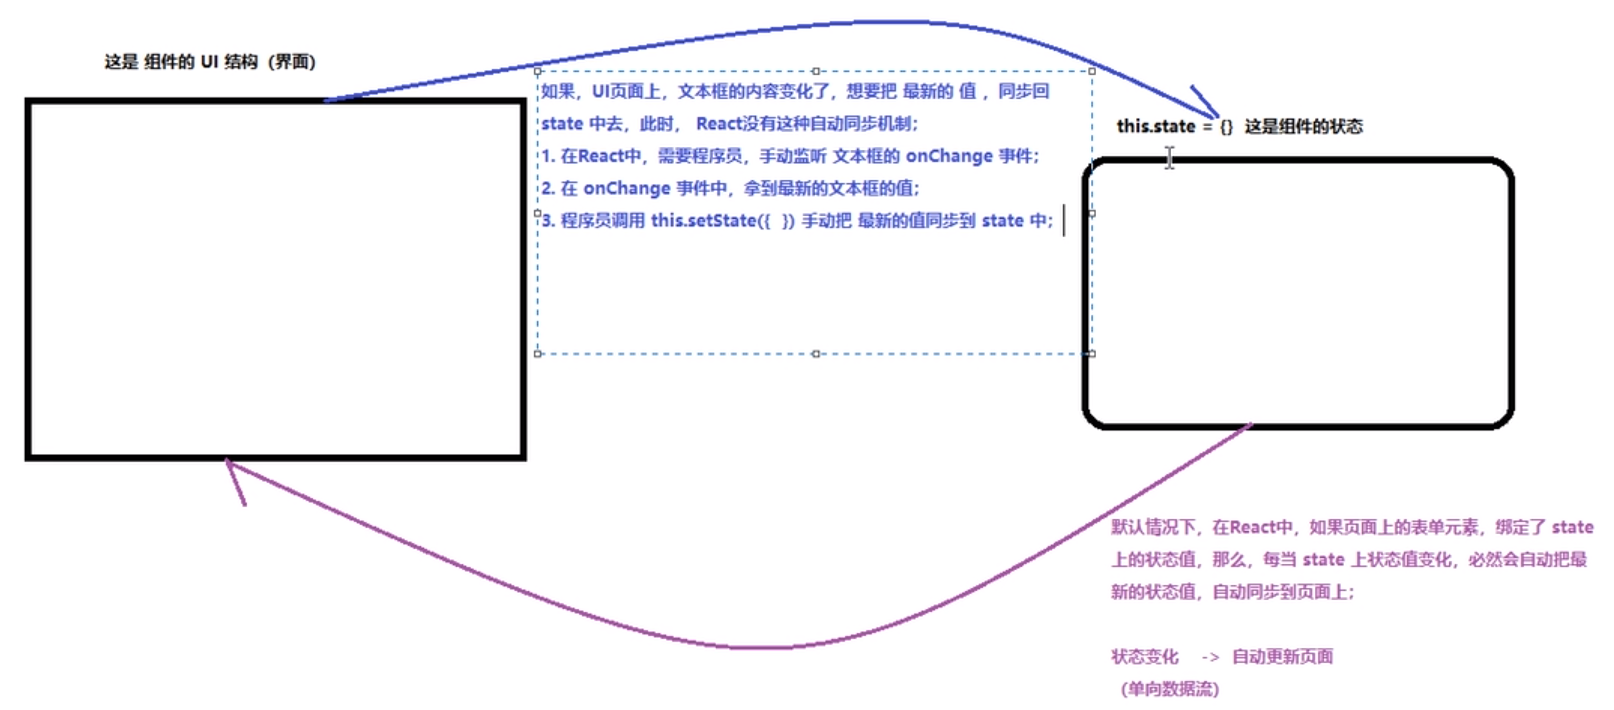 这是 组件的 UI 结构（界面）
如果，UI页面上，文本框的内容变化了，想要把 最新的 值 ，同步回
state 中去，此时， React没有这种自动同步机制；
1. 在React中，需要程序员，手动监听 文本框的 onChange 事件；
2. 在 onChange 事件中，拿到最新的文本框的值；
3. 程序员调用 this.setState({  }) 手动把 最新的值同步到 state 中；
this.state = {}  这是组件的状态
默认情况下，在React中，如果页面上的表单元素，绑定了 state
上的状态值，那么，每当 state 上状态值变化，必然会自动把最
新的状态值，自动同步到页面上；
状态变化   ->  自动更新页面
（单向数据流）